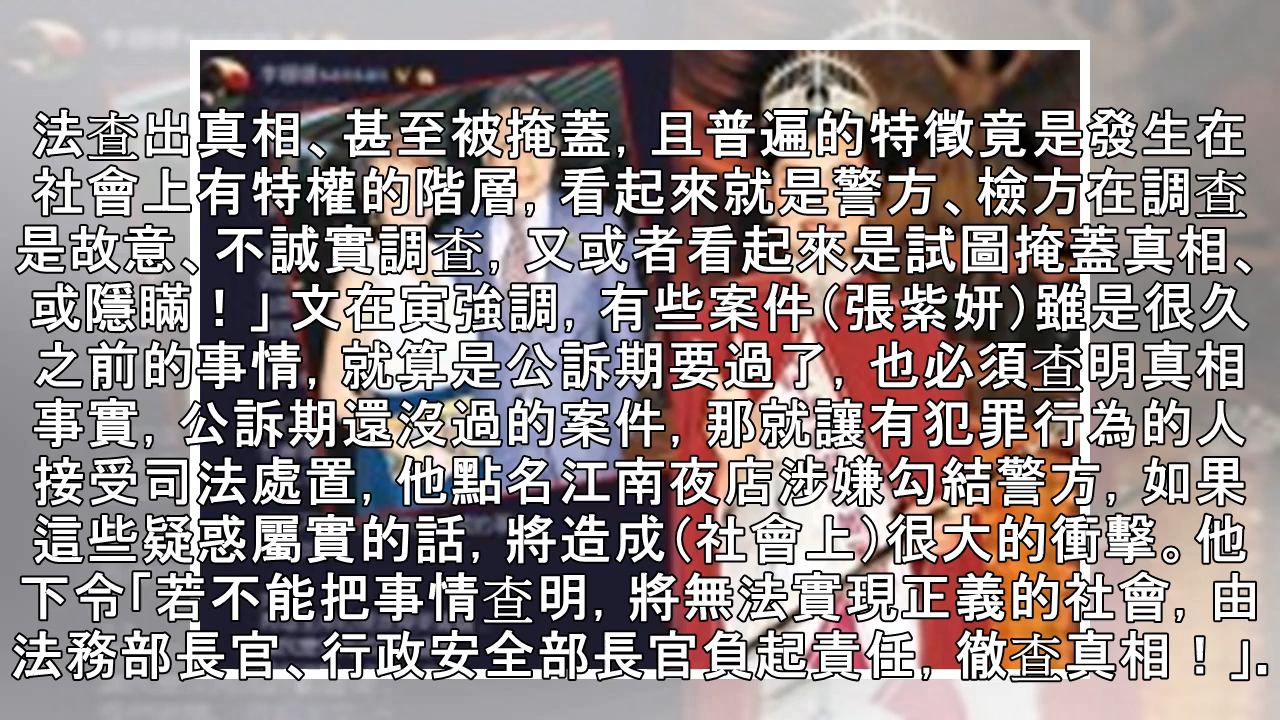 法查出真相、甚至被掩蓋, 且普遍的特徵竟是發生在
社會上有特權的階層, 看起來就是警方、檢方在調查
是故意、不誠實調查, 又或者看起來是試圖掩蓋真相、
或隱瞞！」文在寅強調, 有些案件（張紫妍）雖是很久
之前的事情, 就算是公訴期要過了, 也必須查明真相
事實, 公訴期還沒過的案件, 那就讓有犯罪行為的人
接受司法處置, 他點名江南夜店涉嫌勾結警方, 如果
這些疑惑屬實的話, 將造成（社會上）很大的衝擊。他
下令「若不能把事情查明, 將無法實現正義的社會, 由
法務部長官、行政安全部長官負起責任, 徹查真相！」.